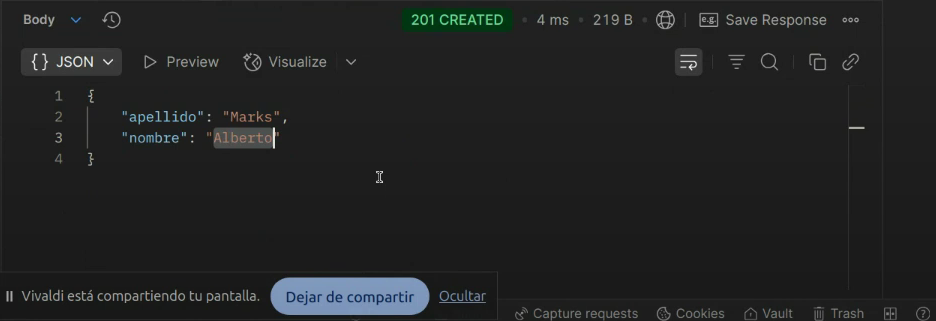 Body 201 CREATED • 4 ms • 219 B e.g. Save Response
{} JSON Preview Visualize
1 {
2 "apellido": "Marks",
3 "nombre": "Alberto"
4 }
Vivaldi está compartiendo tu pantalla. Dejar de compartir Ocultar
Capture requests Cookies Vault Trash